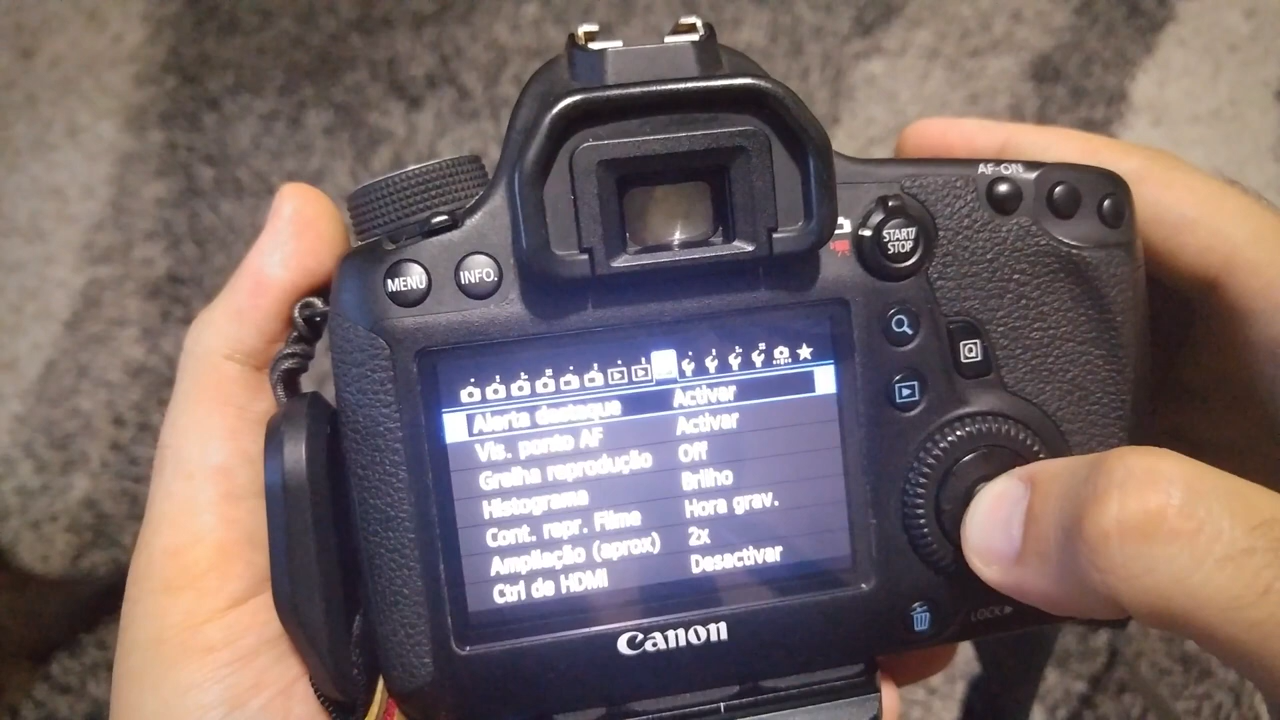 AF-ON
START/
STOP
MENU
INFO.
Q
Alerta destaque Activar
Vis. ponto AF Activar
Grelha reprodução Off
Histograma Brilho
Cont. repr. Filme Hora grav.
Ampliação (aprox) 2x
Ctrl de HDMI Desactivar
LOCK
Canon